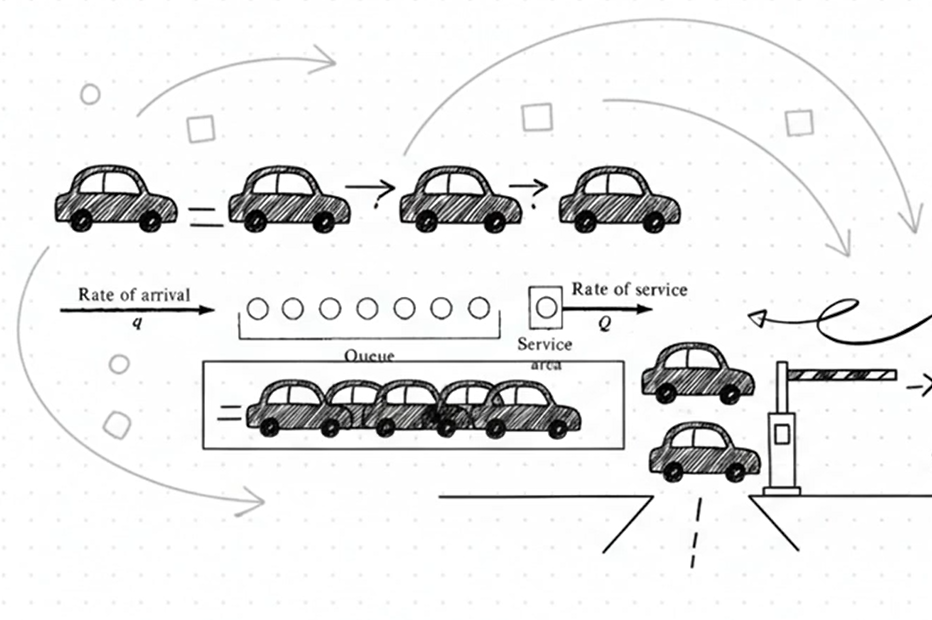 Rate of arrival
q
Queue
Service
area
Rate of service
Q